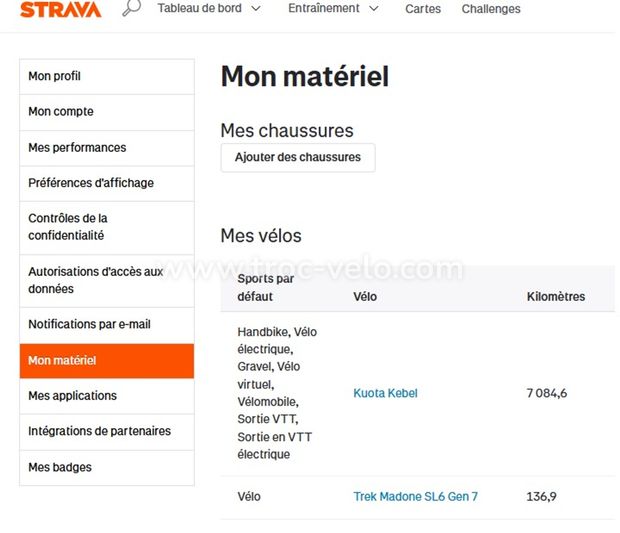 STRAVA
Tableau de bord
Entraînement
Cartes
Challenges
Mon profil
Mon compte
Mes performances
Préférences d'affichage
Contrôles de la
confidentialité
Autorisations d'accès aux
données
Notifications par e-mail
Mon matériel
Mes applications
Intégrations de partenaires
Mes badges
Mon matériel
Mes chaussures
Ajouter des chaussures
Mes vélos
www.troc-velo.com
Sports par
défaut
Vélo
Kilomètres
Handbike, Vélo
électrique,
Gravel, Vélo
virtuel,
Vélomobile,
Sortie VTT,
Sortie en VTT
électrique
Kuota Kebel
7 084,6
Vélo
Trek Madone SL6 Gen 7
136,9